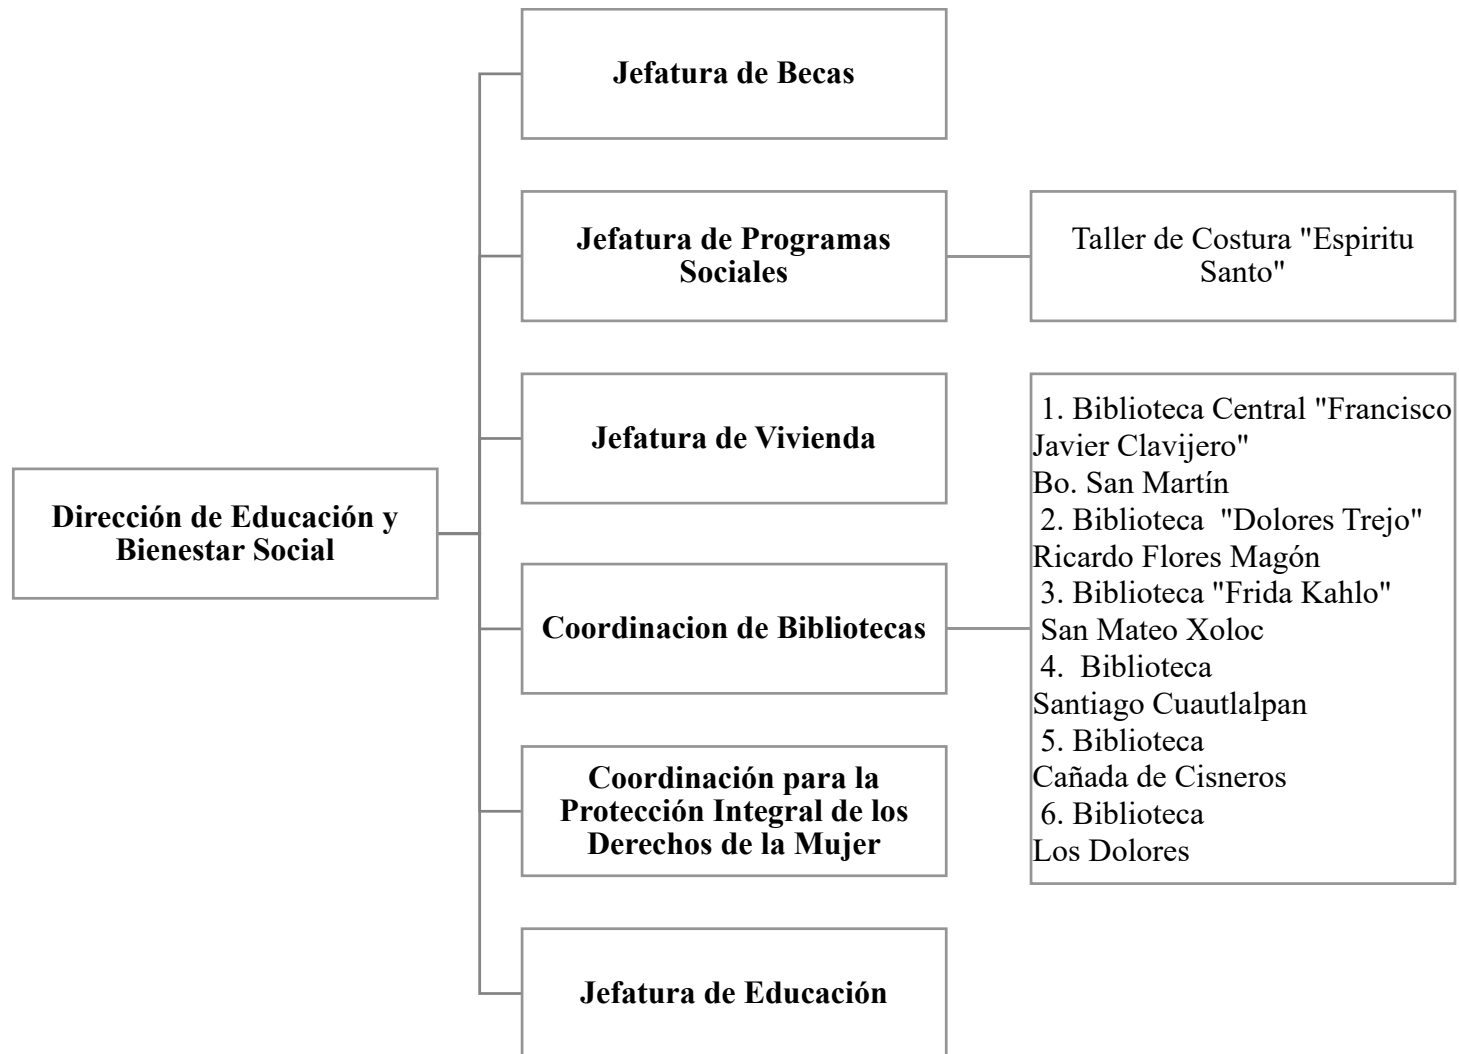 Jefatura de Becas
Jefatura de Programas
Sociales
Taller de Costura "Espiritu
Santo"
Jefatura de Vivienda
Dirección de Educación y
Bienestar Social
Coordinacion de Bibliotecas
1. Biblioteca Central "Francisco
Javier Clavijero"
Bo. San Martín
2. Biblioteca  "Dolores Trejo"
Ricardo Flores Magón
3. Biblioteca "Frida Kahlo"
San Mateo Xoloc
4.  Biblioteca
Santiago Cuautlalpan
5. Biblioteca
Cañada de Cisneros
6. Biblioteca
Los Dolores
Coordinación para la
Protección Integral de los
Derechos de la Mujer
Jefatura de Educación